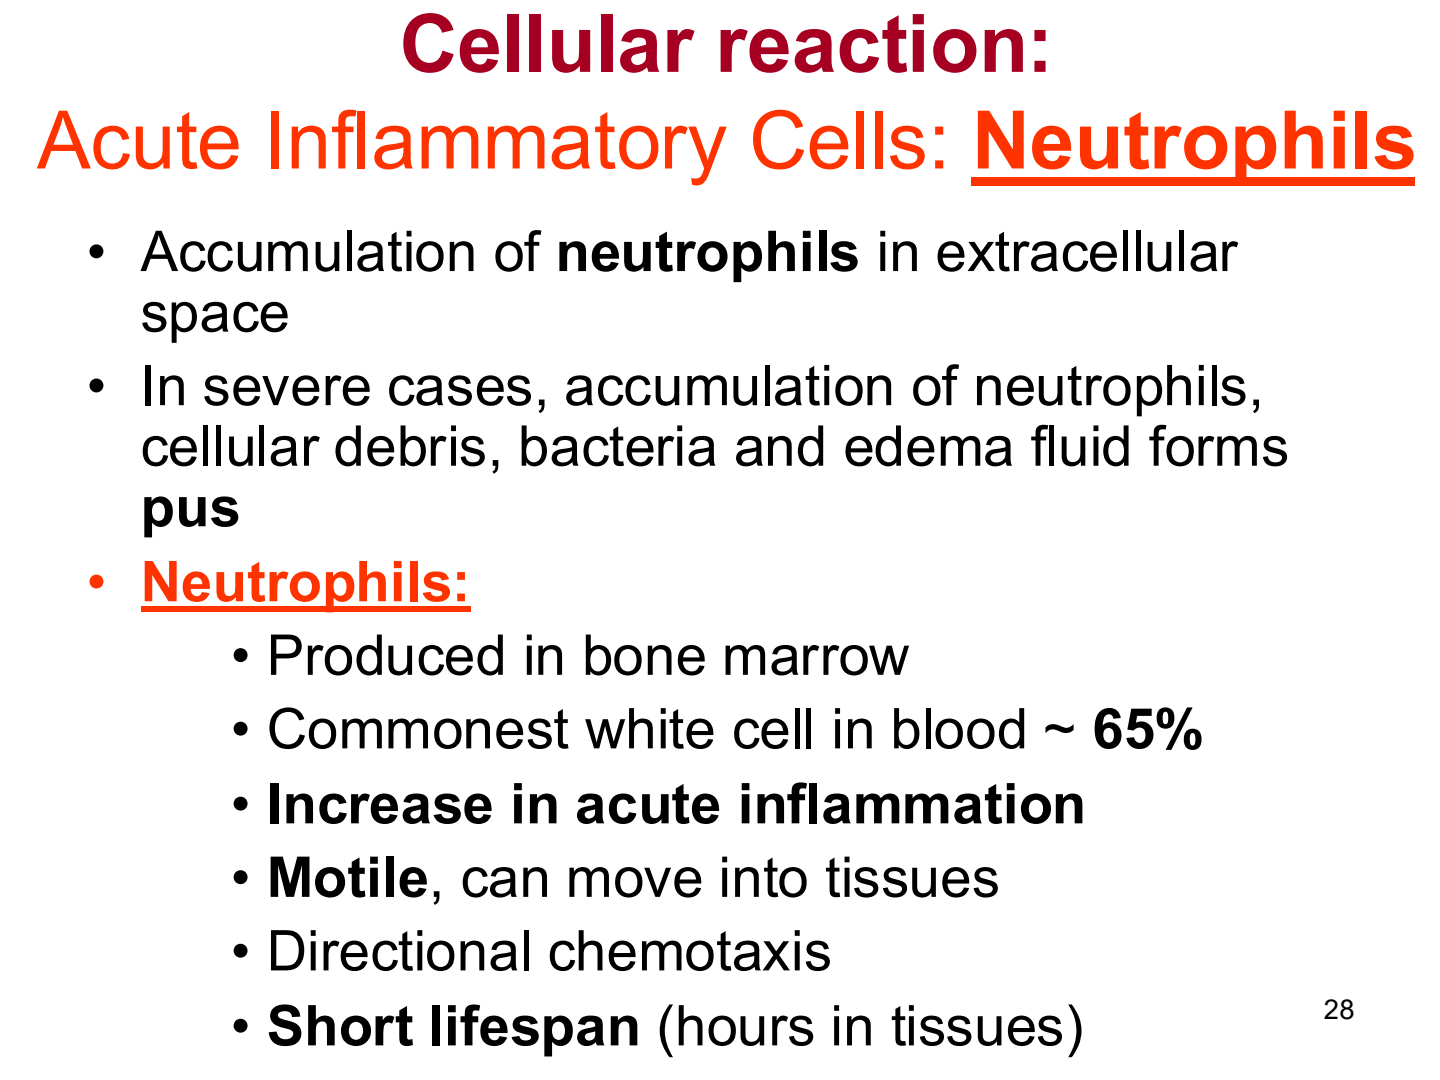 Cellular reaction:
Acute Inflammatory Cells: Neutrophils
• Accumulation of neutrophils in extracellular
space
• In severe cases, accumulation of neutrophils,
cellular debris, bacteria and edema fluid forms
pus
• Neutrophils:
• Produced in bone marrow
• Commonest white cell in blood ~ 65%
• Increase in acute inflammation
• Motile, can move into tissues
• Directional chemotaxis
• Short lifespan (hours in tissues)
28